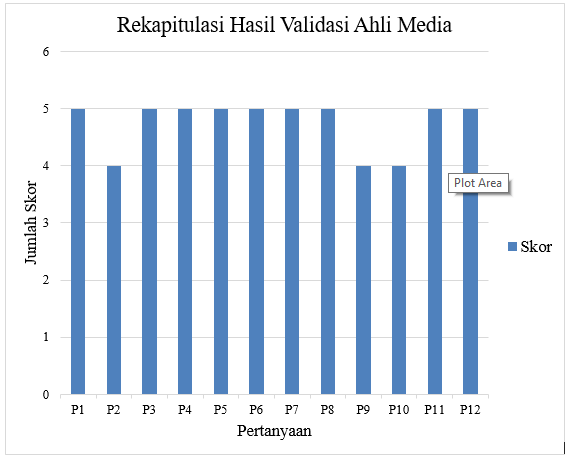 Rekapitulasi Hasil Validasi Ahli Media
6
5
4
3
2
1
0
Jumlah Skor
P1 P2 P3 P4 P5 P6 P7 P8 P9 P10 P11 P12
Pertanyaan
Plot Area
Skor